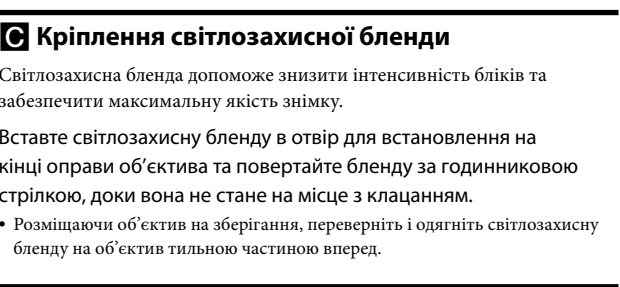 C Кріплення світлозахисної бленди
Світлозахисна бленда допоможе знизити інтенсивність бліків та
забезпечити максимальну якість знімку.
Вставте світлозахисну бленду в отвір для встановлення на
кінці оправи об’єктива та повертайте бленду за годинниковою
стрілкою, доки вона не стане на місце з клацанням.
• Розміщаючи об’єктив на зберігання, переверніть і одягніть світлозахисну
бленду на об’єктив тильною частиною вперед.